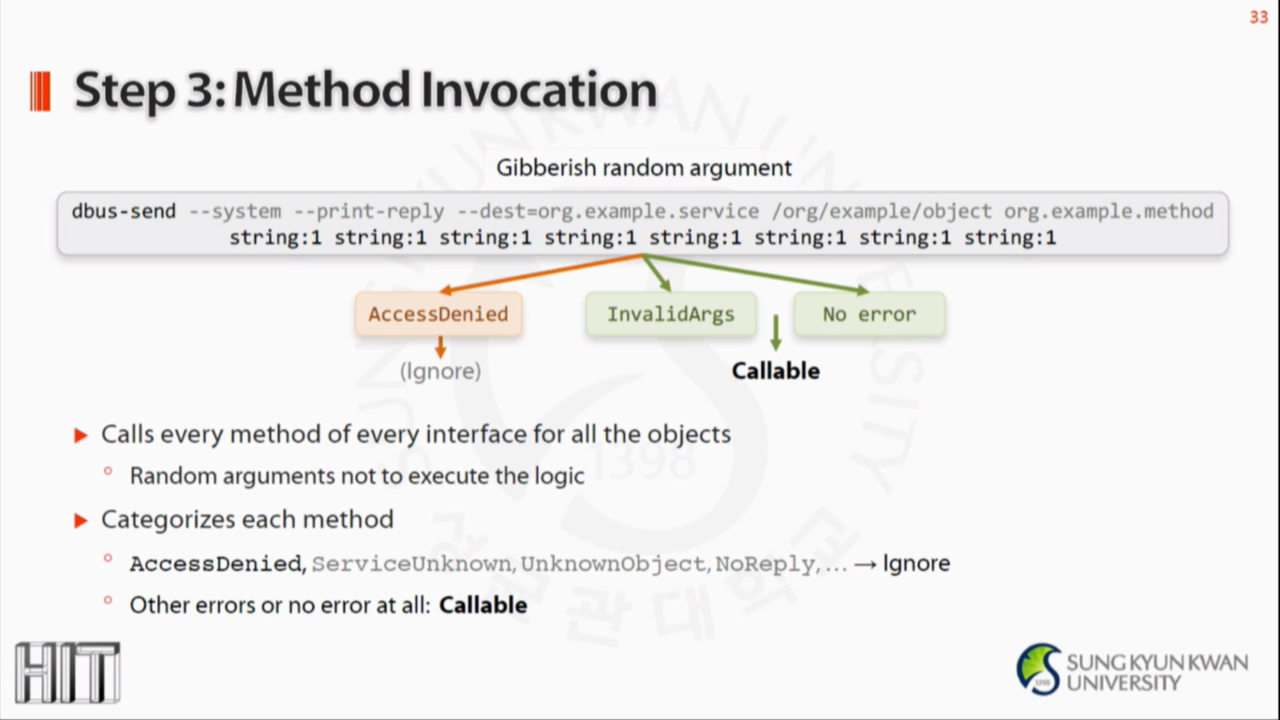 33
Step 3: Method Invocation
Gibberish random argument
dbus-send --system --print-reply --dest=org.example.service /org/example/object org.example.method
string:1 string:1 string:1 string:1 string:1 string:1 string:1 string:1
AccessDenied
InvalidArgs
No error
(Ignore)
Callable
Calls every method of every interface for all the objects
Random arguments not to execute the logic
Categorizes each method
AccessDenied, ServiceUnknown, UnknownObject, NoReply, … → Ignore
Other errors or no error at all: Callable
1398
HIT
SUNG KYUN KWAN
UNIVERSITY